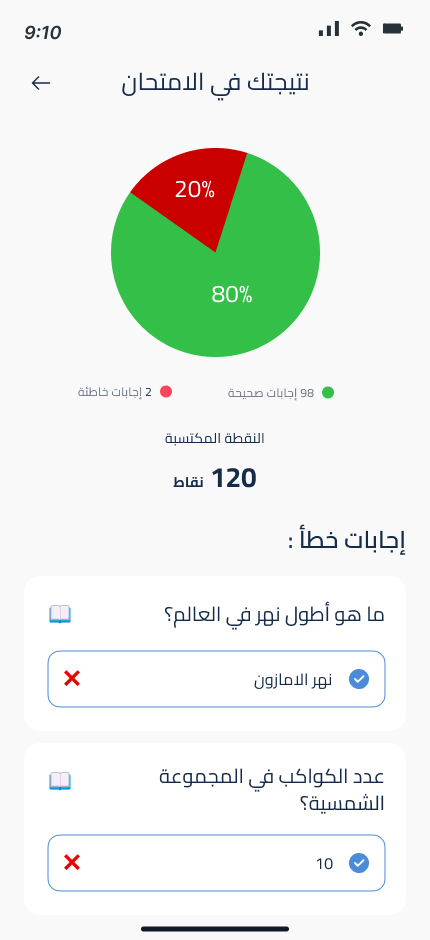 9:10
نتيجتك في الامتحان
20%
80%
98 إجابات صحيحة
2 إجابات خاطئة
النقطة المكتسبة
120 نقاط
إجابات خطأ :
ما هو أطول نهر في العالم؟
نهر الامازون
عدد الكواكب في المجموعة
الشمسية؟
10